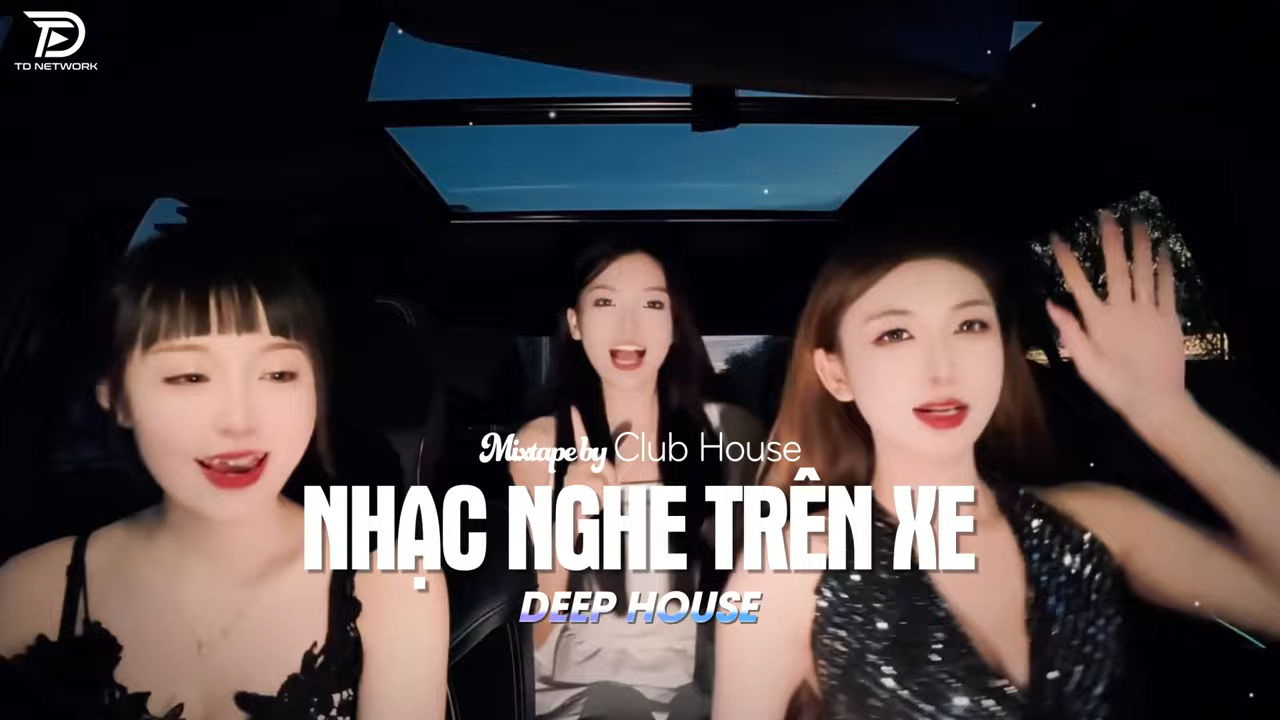 TD NETWORK
Mixtape by Club House
NHẠC NGHE TRÊN XE
DEEP HOUSE